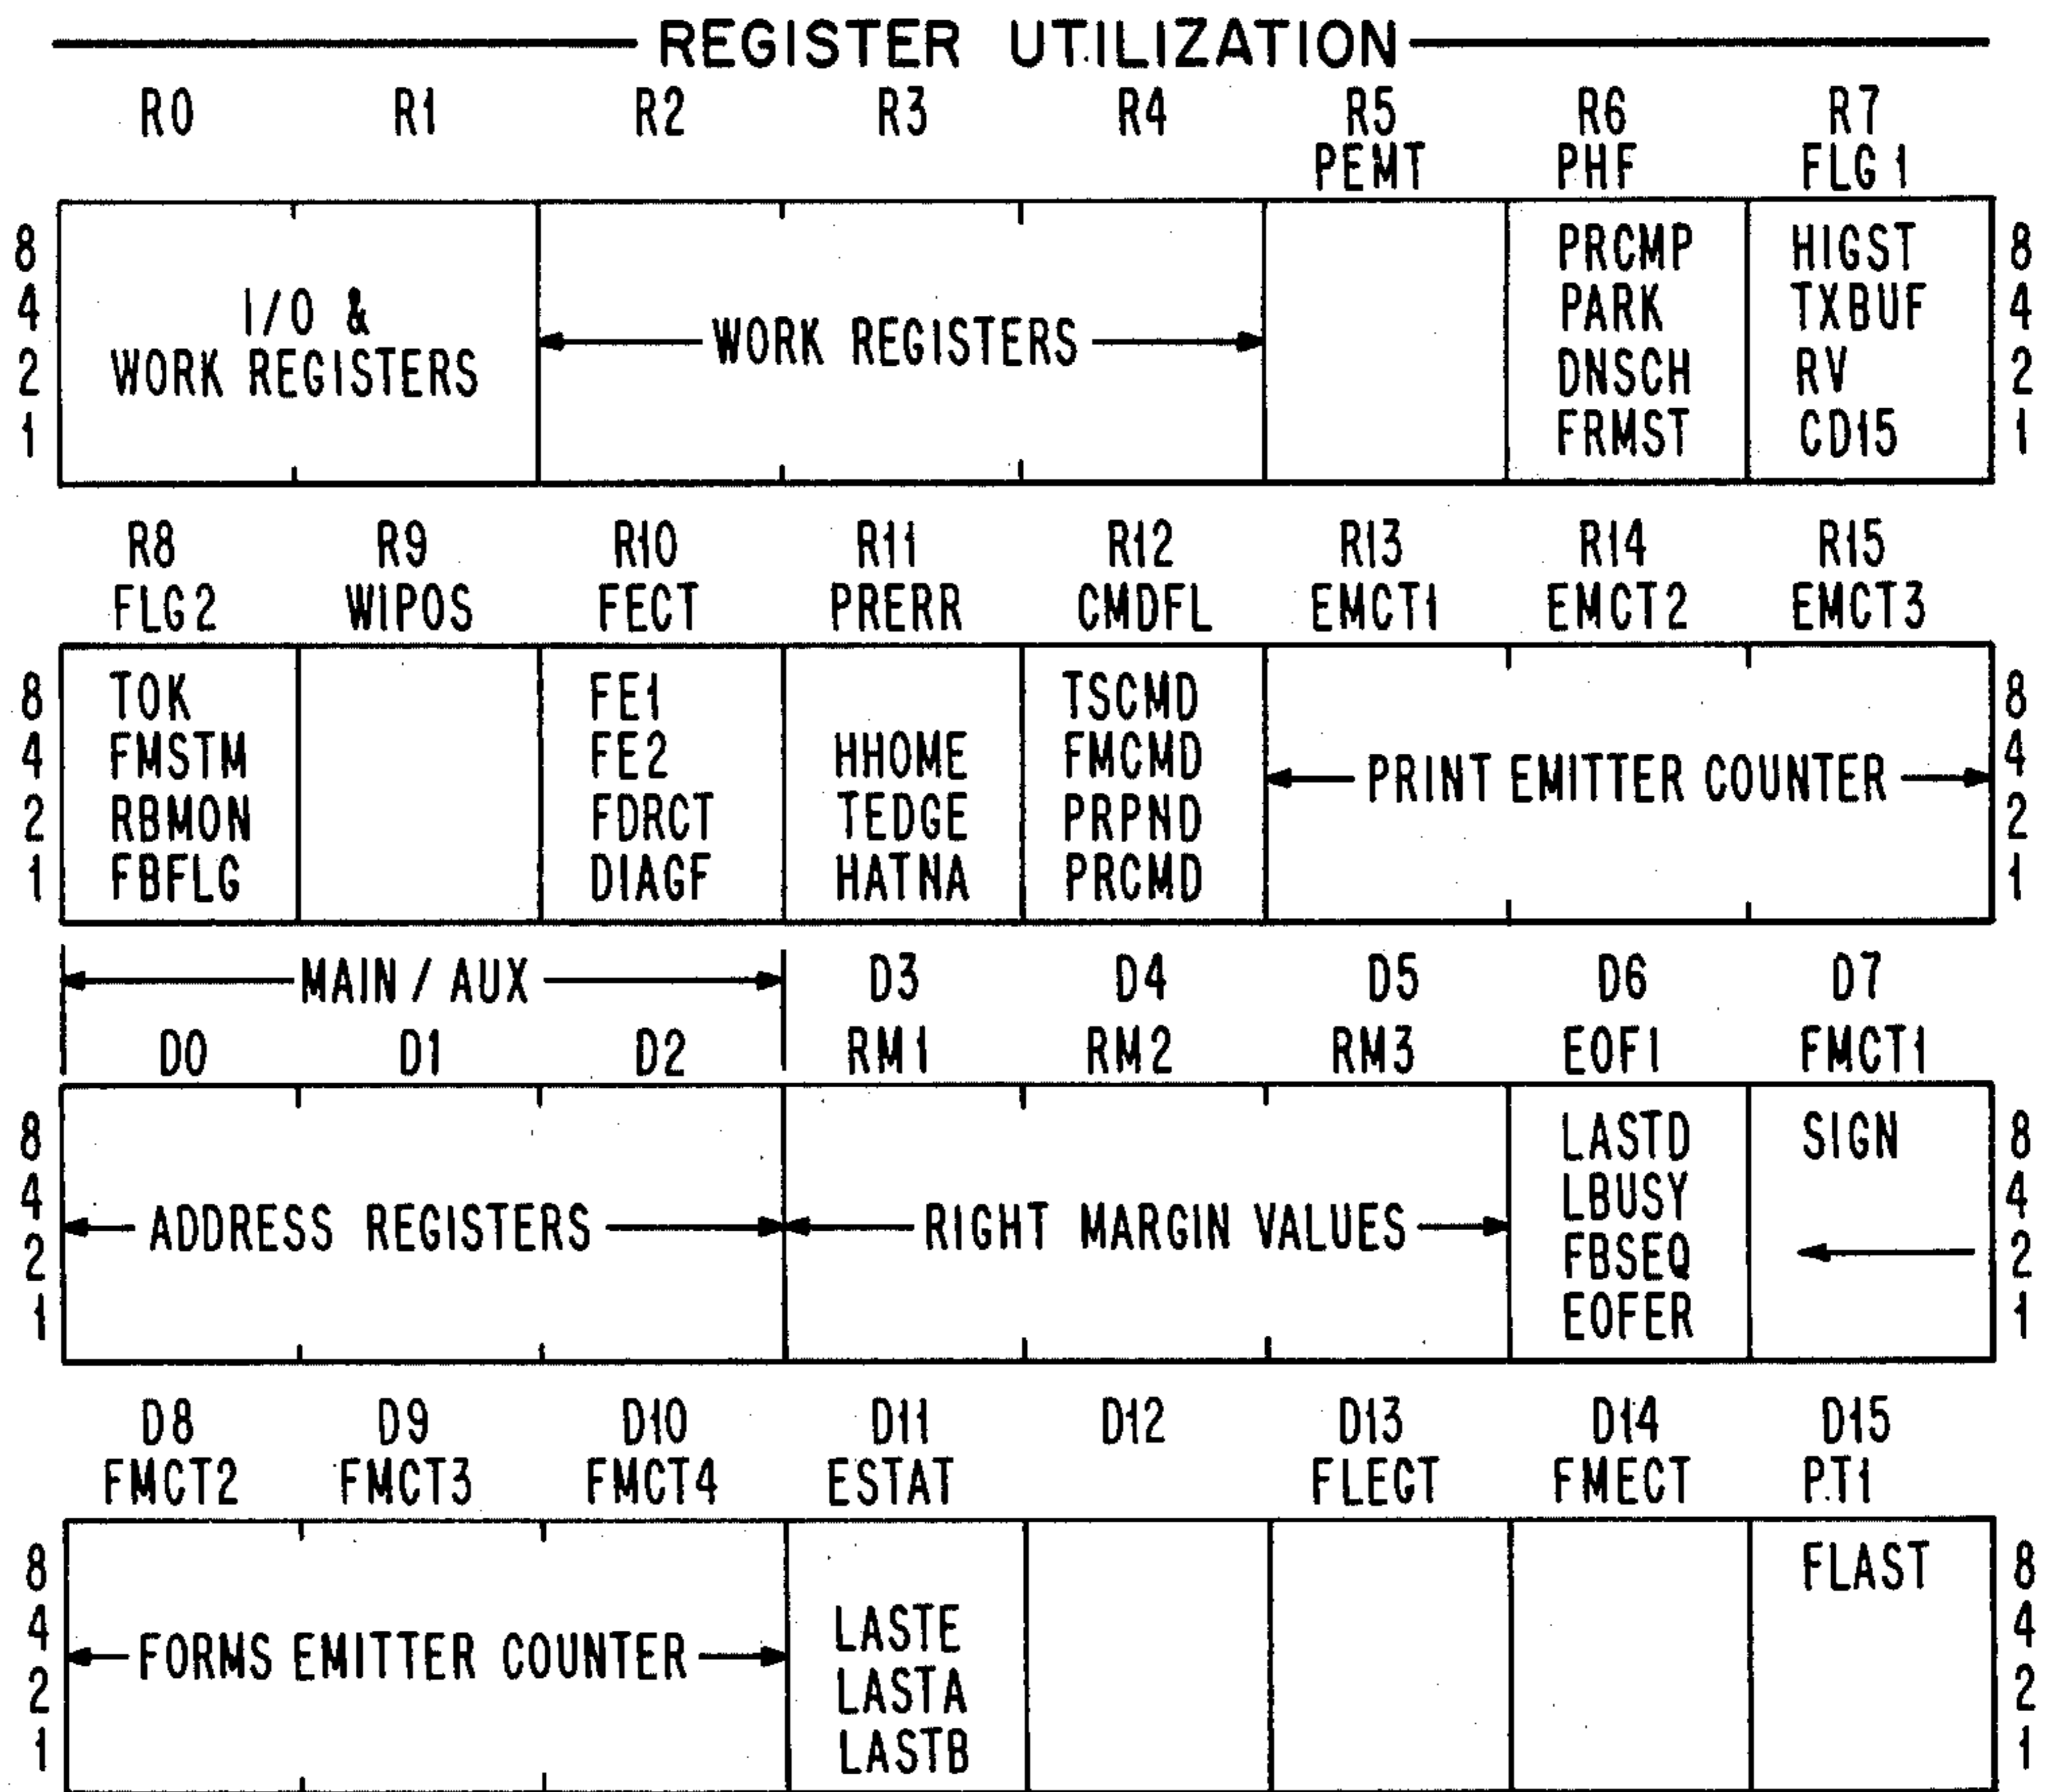 REGISTER UTILIZATION
R0 R1 R2 R3 R4 R5 R6 R7
PEMT PHF FLG1
8 PRCMP HIGST 8
4 I/O & PARK TXBUF 4
WORK REGISTERS
2 WORK REGISTERS DNSCH RV 2
1 FRMST CD15 1
R8 R9 R10 R11 R12 R13 R14 R15
FLG2 WIPOS FECT PRERR CMDFL EMCT1 EMCT2 EMCT3
8 TOK FE1 TSCMD 8
4 FMSTM FE2 HHOME FMCMD 4
PRINT EMITTER COUNTER
2 RBMON FDRCT TEDGE PRPND 2
1 FBFLG DIAGF HATNA PRCMD 1
MAIN / AUX D3 D4 D5 D6 D7
D0 D1 D2 RM1 RM2 RM3 EOF1 FMCT1
8 LASTD SIGN 8
4 LBUSY 4
ADDRESS REGISTERS RIGHT MARGIN VALUES
2 FBSEQ 2
1 EOFER 1
D8 D9 D10 D11 D12 D13 D14 D15
FMCT2 FMCT3 FMCT4 ESTAT FLECT FMECT PT1
8 FLAST 8
4 LASTE 4
FORMS EMITTER COUNTER
2 LASTA 2
1 LASTB 1